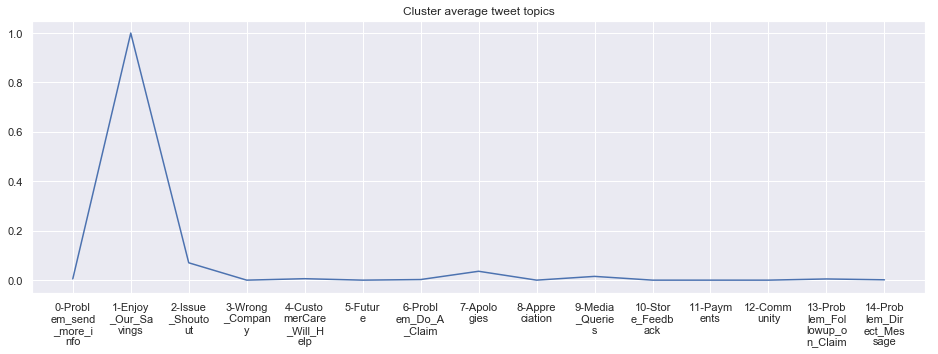 Cluster average tweet topics
1.0
0.8
0.6
0.4
0.2
0.0
0-Probl
em_send
_more_i
nfo
1-Enjoy
_Our_Sa
vings
2-Issue
_Shouto
ut
3-Wrong
_Compan
y
4-Custo
merCare
_Will_H
elp
5-Futur
e
6-Probl
em_Do_A
_Claim
7-Apolo
gies
8-Appre
ciation
9-Media
_Querie
s
10-Stor
e_Feedb
ack
11-Paym
ents
12-Comm
unity
13-Prob
lem_Fol
lowup_o
n_Claim
14-Prob
lem_Dir
ect_Mes
sage